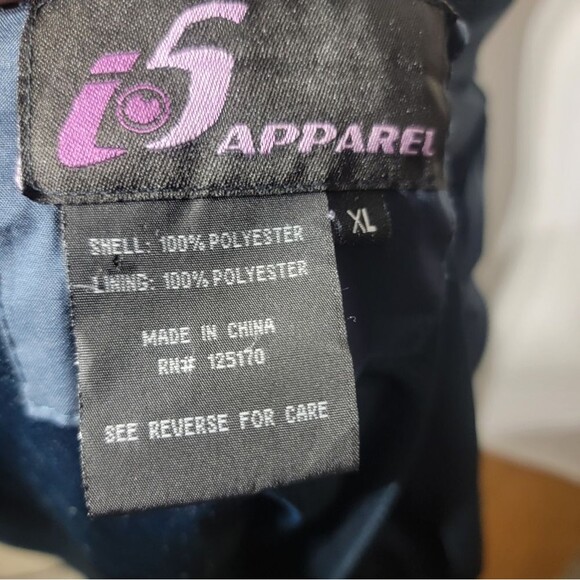 i5 APPAREL
XL
SHELL: 100% POLYESTER
LINING: 100% POLYESTER
MADE IN CHINA
RN# 125170
SEE REVERSE FOR CARE